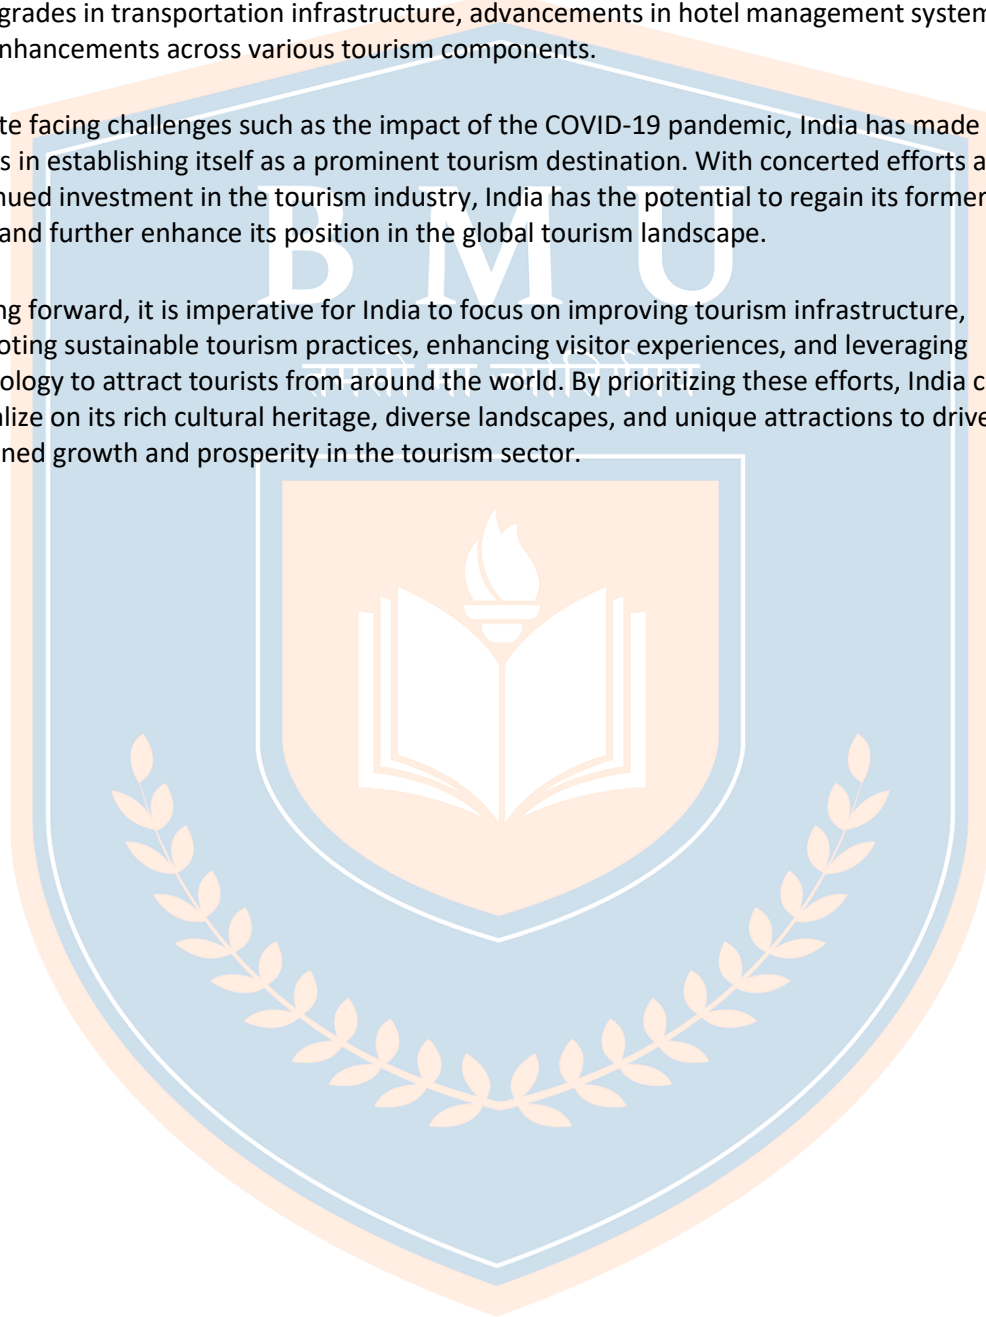 grades in transportation infrastructure, advancements in hotel management system
nhancements across various tourism components.
te facing challenges such as the impact of the COVID-19 pandemic, India has made
s in establishing itself as a prominent tourism destination. With concerted efforts a
nued investment in the tourism industry, India has the potential to regain its former
and further enhance its position in the global tourism landscape.
BMU
ng forward, it is imperative for India to focus on improving tourism infrastructure,
oting sustainable tourism practices, enhancing visitor experiences, and leveraging
ology to attract tourists from around the world. By prioritizing these efforts, India c
lize on its rich cultural heritage, diverse landscapes, and unique attractions to drive
ned growth and prosperity in the tourism sector.